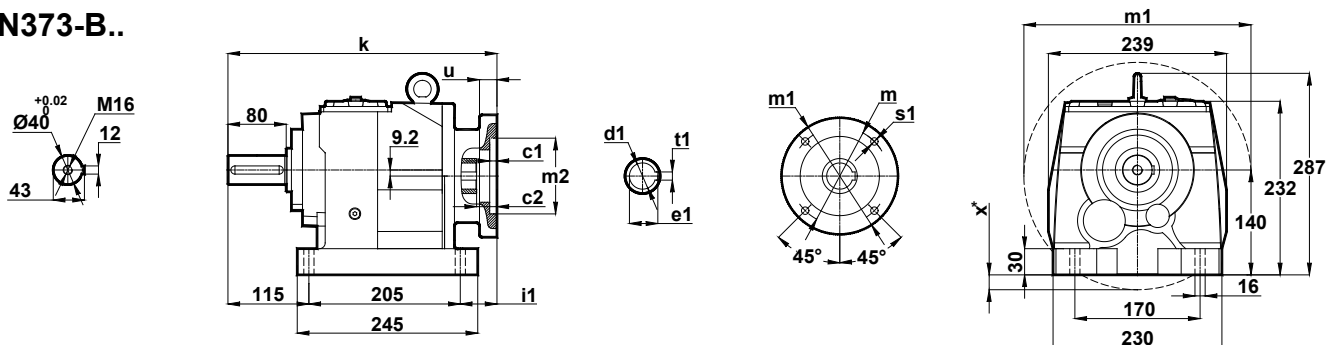 N373-B..
k
u
80
9.2
c1
m2
c2
115
205
i1
245
+0.02
0
Ø40
M16
12
43
d1
t1
e1
m1
m
s1
45°
45°
m1
239
287
232
140
x*
30
16
170
230